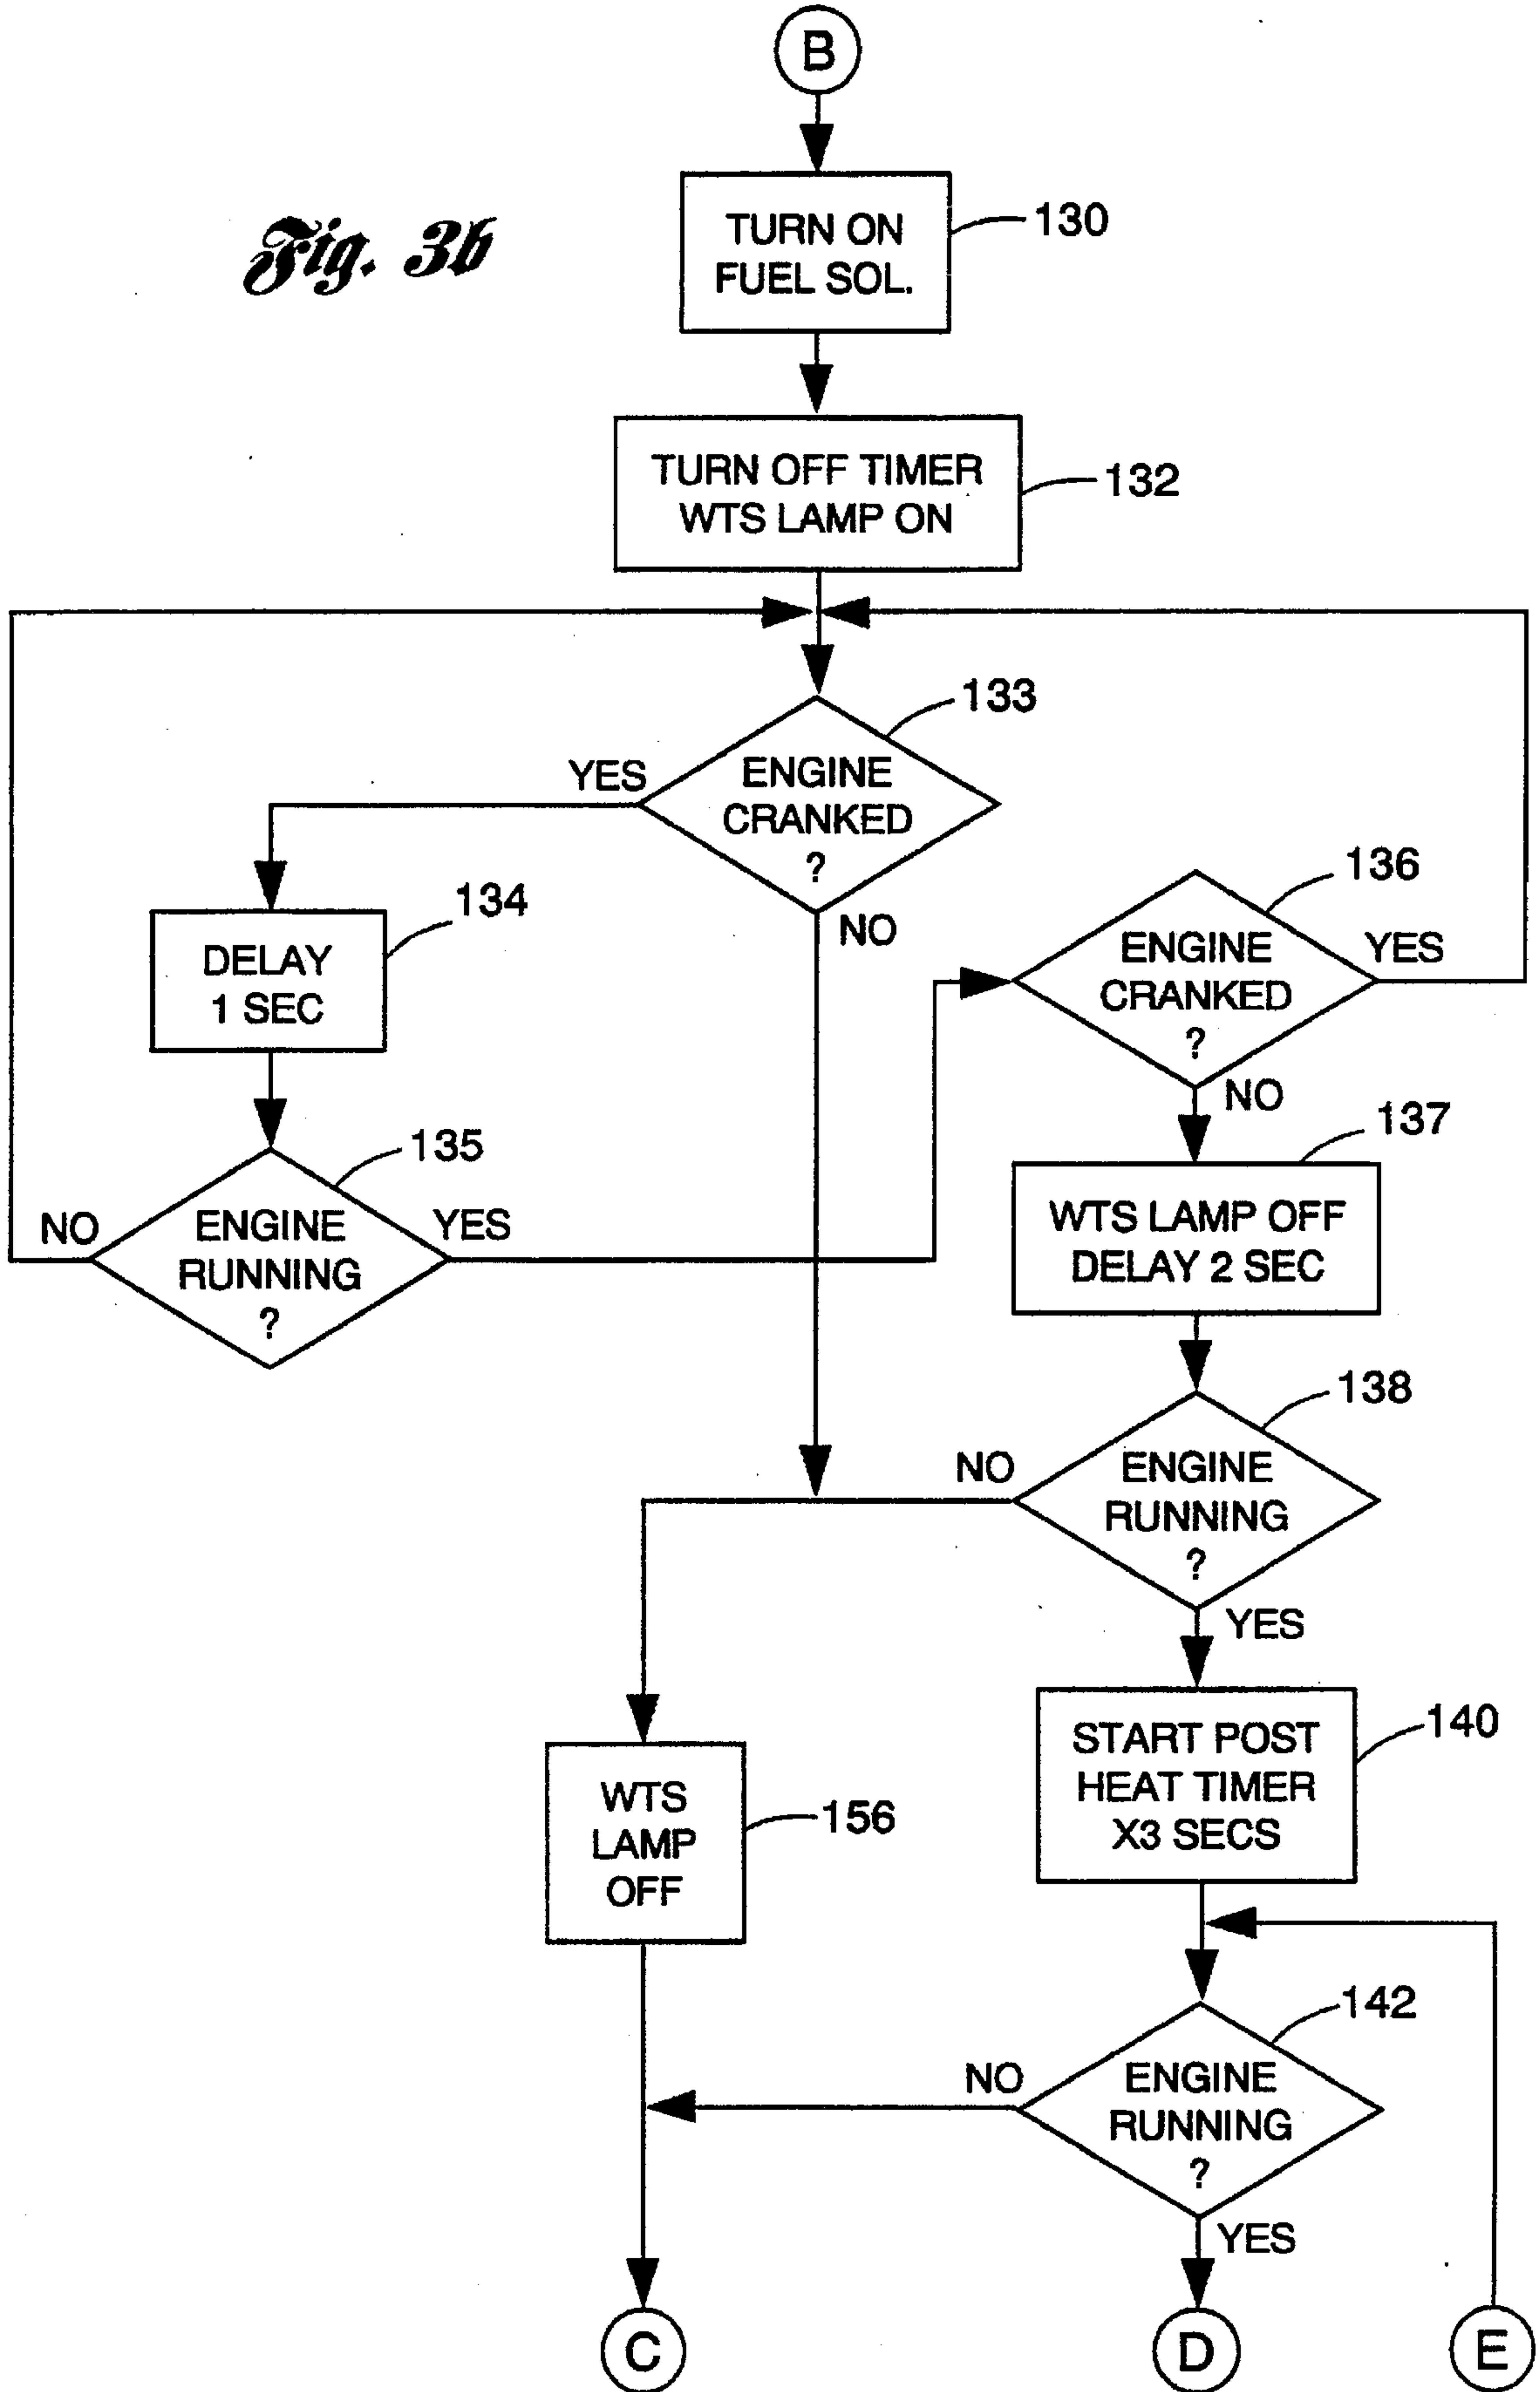 B
Fig. 3b
TURN ON
FUEL SOL.
130
TURN OFF TIMER
WTS LAMP ON
132
133
YES
ENGINE
CRANKED
?
NO
134
DELAY
1 SEC
136
ENGINE
CRANKED
?
YES
NO
135
NO
ENGINE
RUNNING
?
YES
137
WTS LAMP OFF
DELAY 2 SEC
138
NO
ENGINE
RUNNING
?
YES
WTS
LAMP
OFF
156
START POST
HEAT TIMER
X3 SECS
140
142
NO
ENGINE
RUNNING
?
YES
C
D
E